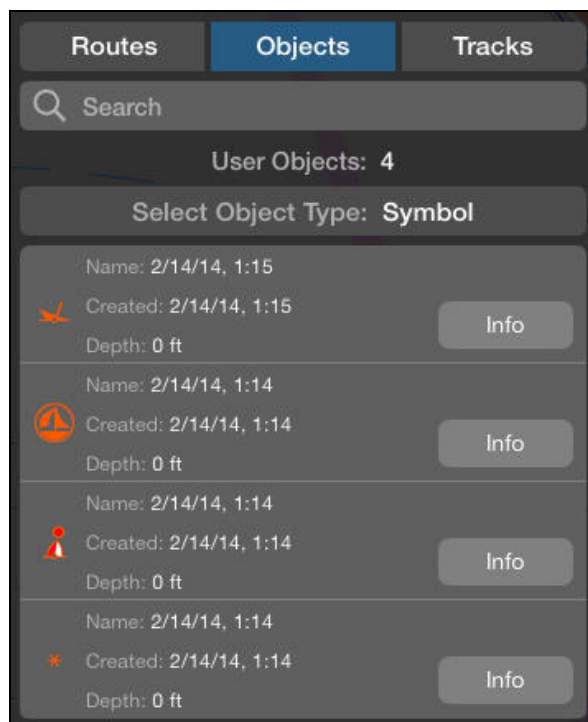 Routes Objects Tracks
Search
User Objects: 4
Select Object Type: Symbol
Name: 2/14/14, 1:15
Created: 2/14/14, 1:15
Info
Depth: 0 ft
Name: 2/14/14, 1:14
Created: 2/14/14, 1:14
Info
Depth: 0 ft
Name: 2/14/14, 1:14
Created: 2/14/14, 1:14
Info
Depth: 0 ft
Name: 2/14/14, 1:14
Created: 2/14/14, 1:14
Info
Depth: 0 ft